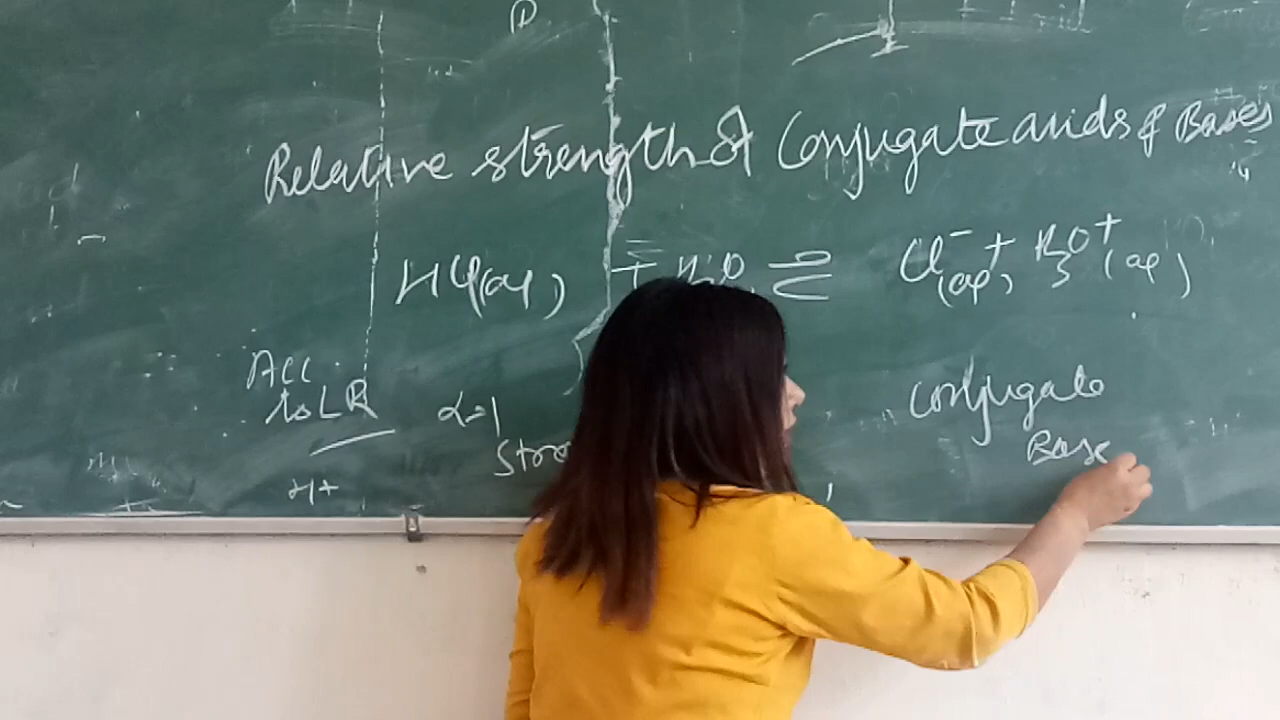 Relative strength of Conjugate acids & Bases
HCl(aq) + H2O ⇌ Cl⁻(aq) + H3O⁺(aq)
Acc. to LR
α=1
Conjugate
Base
H+